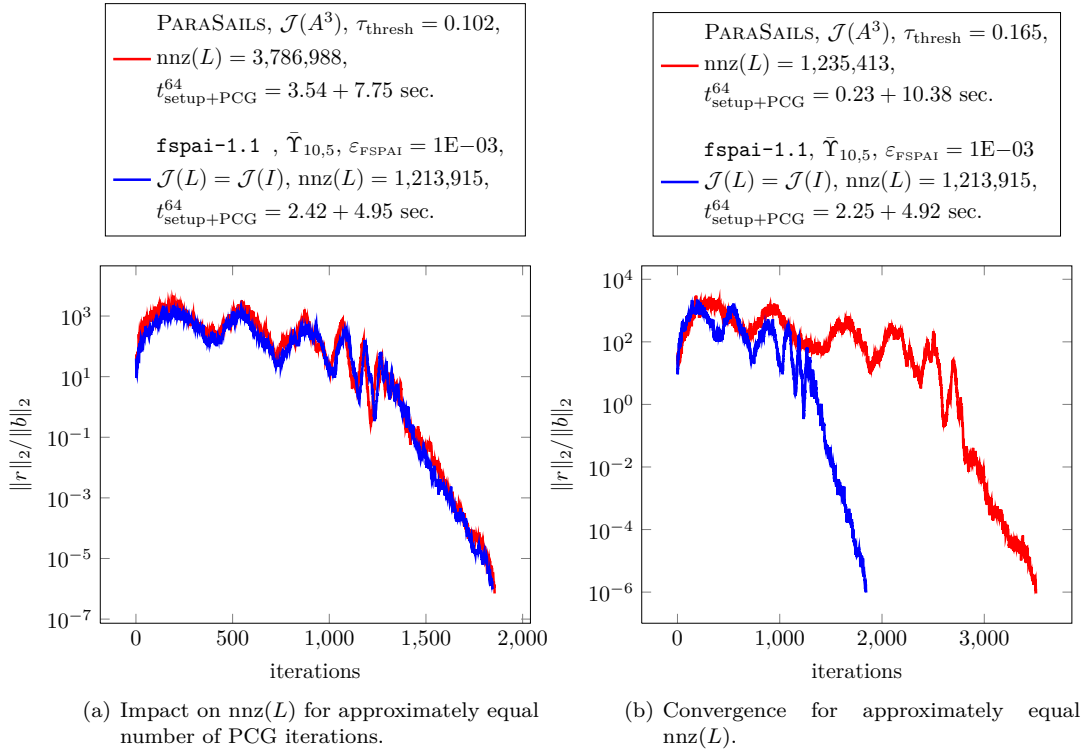 PARASAILS, 𝒥(A³), τ_thresh = 0.102,
nnz(L) = 3,786,988,
t^64_setup+PCG = 3.54 + 7.75 sec.
fspai-1.1 , Ῡ_10,5, ε_FSPAI = 1E−03,
𝒥(L) = 𝒥(I), nnz(L) = 1,213,915,
t^64_setup+PCG = 2.42 + 4.95 sec.
10^3
10^1
10^−1
10^−3
10^−5
10^−7
‖r‖_2/‖b‖_2
0 500 1,000 1,500 2,000
iterations
(a) Impact on nnz(L) for approximately equal
number of PCG iterations.
PARASAILS, 𝒥(A³), τ_thresh = 0.165,
nnz(L) = 1,235,413,
t^64_setup+PCG = 0.23 + 10.38 sec.
fspai-1.1, Ῡ_10,5, ε_FSPAI = 1E−03
𝒥(L) = 𝒥(I), nnz(L) = 1,213,915,
t^64_setup+PCG = 2.25 + 4.92 sec.
10^4
10^2
10^0
10^−2
10^−4
10^−6
‖r‖_2/‖b‖_2
0 1,000 2,000 3,000
iterations
(b) Convergence for approximately equal
nnz(L).